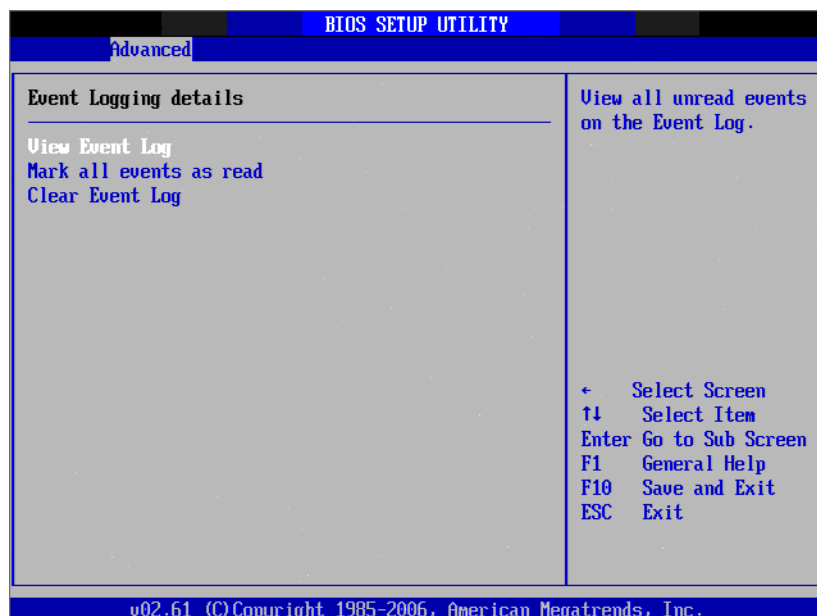 BIOS SETUP UTILITY
Advanced
Event Logging details
View Event Log
Mark all events as read
Clear Event Log
View all unread events
on the Event Log.
← Select Screen
↑↓ Select Item
Enter Go to Sub Screen
F1 General Help
F10 Save and Exit
ESC Exit
v02.61 (C)Copyright 1985-2006, American Megatrends, Inc.